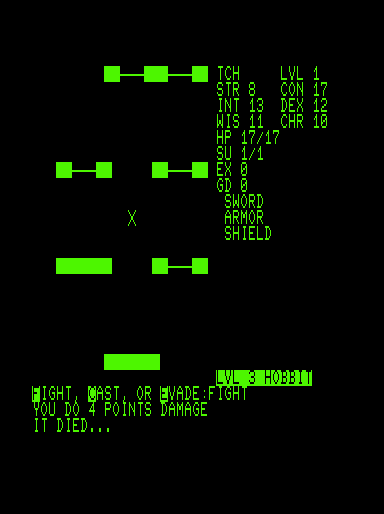 TCH LVL 1
STR 8 CON 17
INT 13 DEX 12
WIS 11 CHR 10
HP 17/17
SU 1/1
EX 0
GD 0
SWORD
ARMOR
SHIELD
X
LVL 3 HOBBIT
FIGHT, CAST, OR EVADE:FIGHT
YOU DO 4 POINTS DAMAGE
IT DIED...